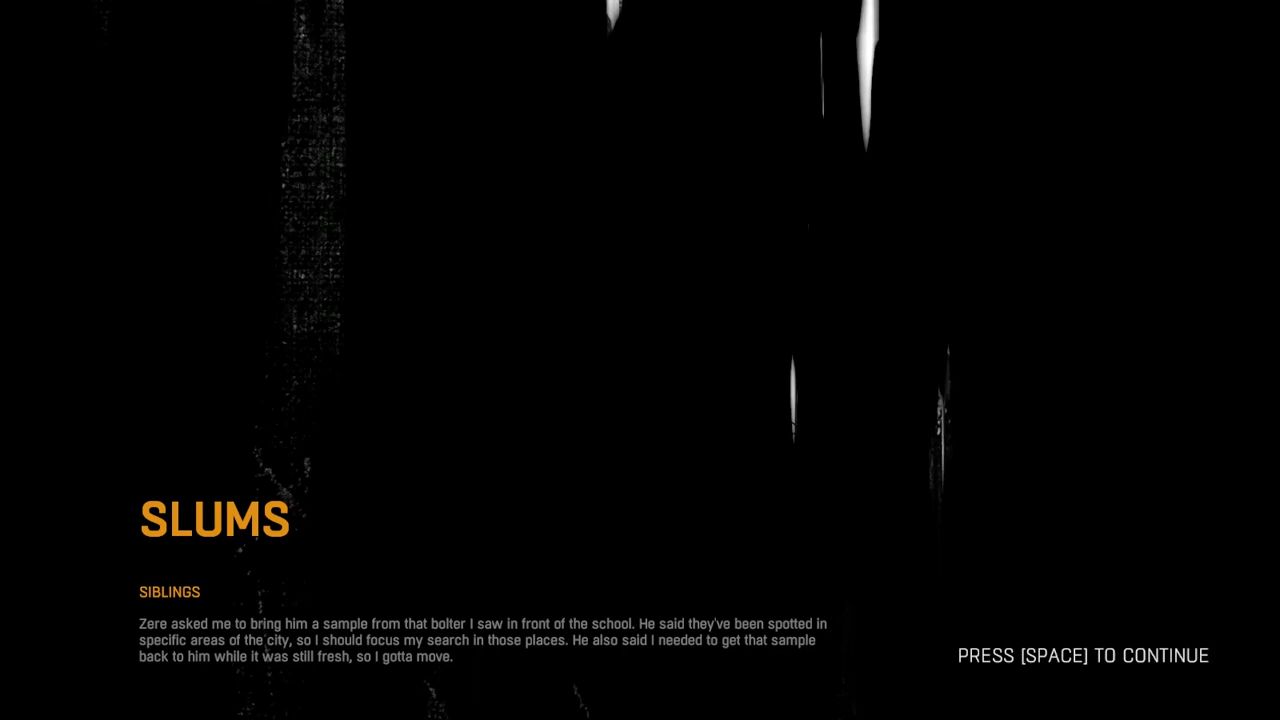 SLUMS
SIBLINGS
Zere asked me to bring him a sample from that bolter I saw in front of the school. He said they've been spotted in
specific areas of the city, so I should focus my search in those places. He also said I needed to get that sample
back to him while it was still fresh, so I gotta move.
PRESS [SPACE] TO CONTINUE